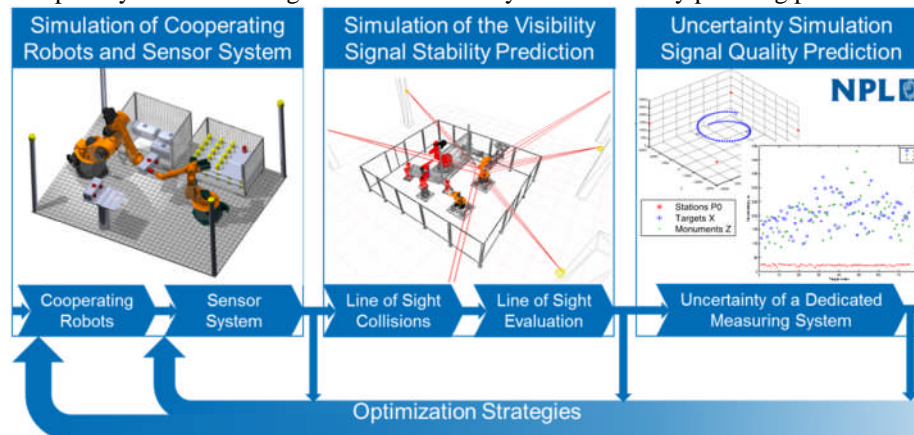 Simulation of Cooperating
Robots and Sensor System
Simulation of the Visibility
Signal Stability Prediction
Uncertainty Simulation
Signal Quality Prediction
NPL
Stations P0
Targets X
Monuments Z
Cooperating
Robots
Sensor
System
Line of Sight
Collisions
Line of Sight
Evaluation
Uncertainty of a Dedicated
Measuring System
Optimization Strategies